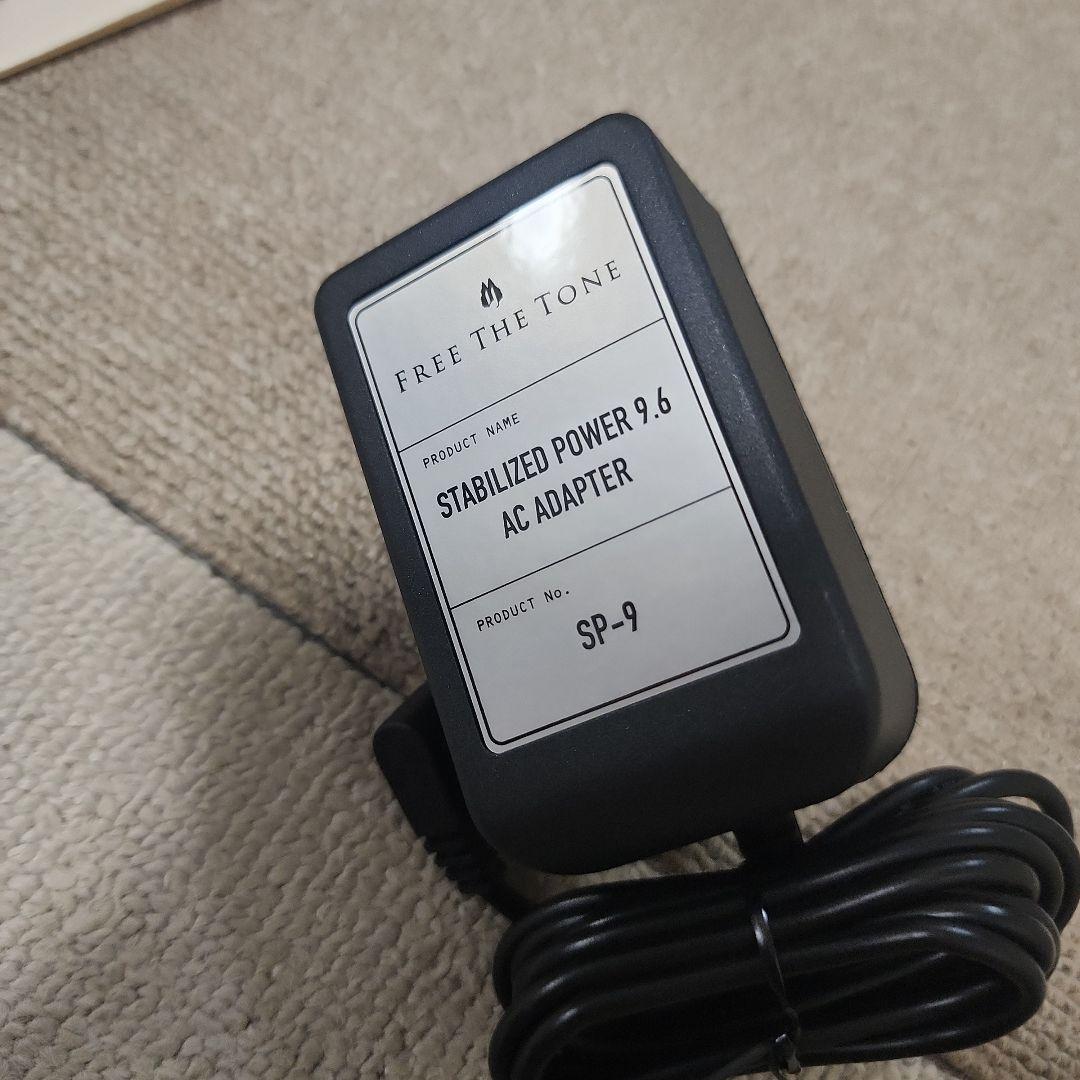 FREE THE TONE
PRODUCT NAME
STABILIZED POWER 9.6
AC ADAPTER
PRODUCT No.
SP-9